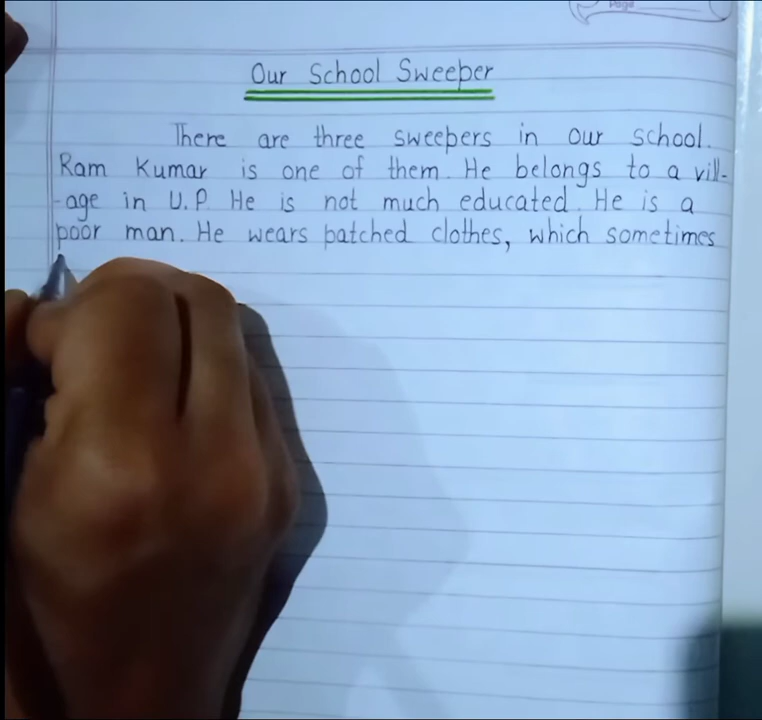 Page
Our School Sweeper
There are three sweepers in our school.
Ram Kumar is one of them. He belongs to a vill-
-age in U.P. He is not much educated. He is a
poor man. He wears patched clothes, which sometimes